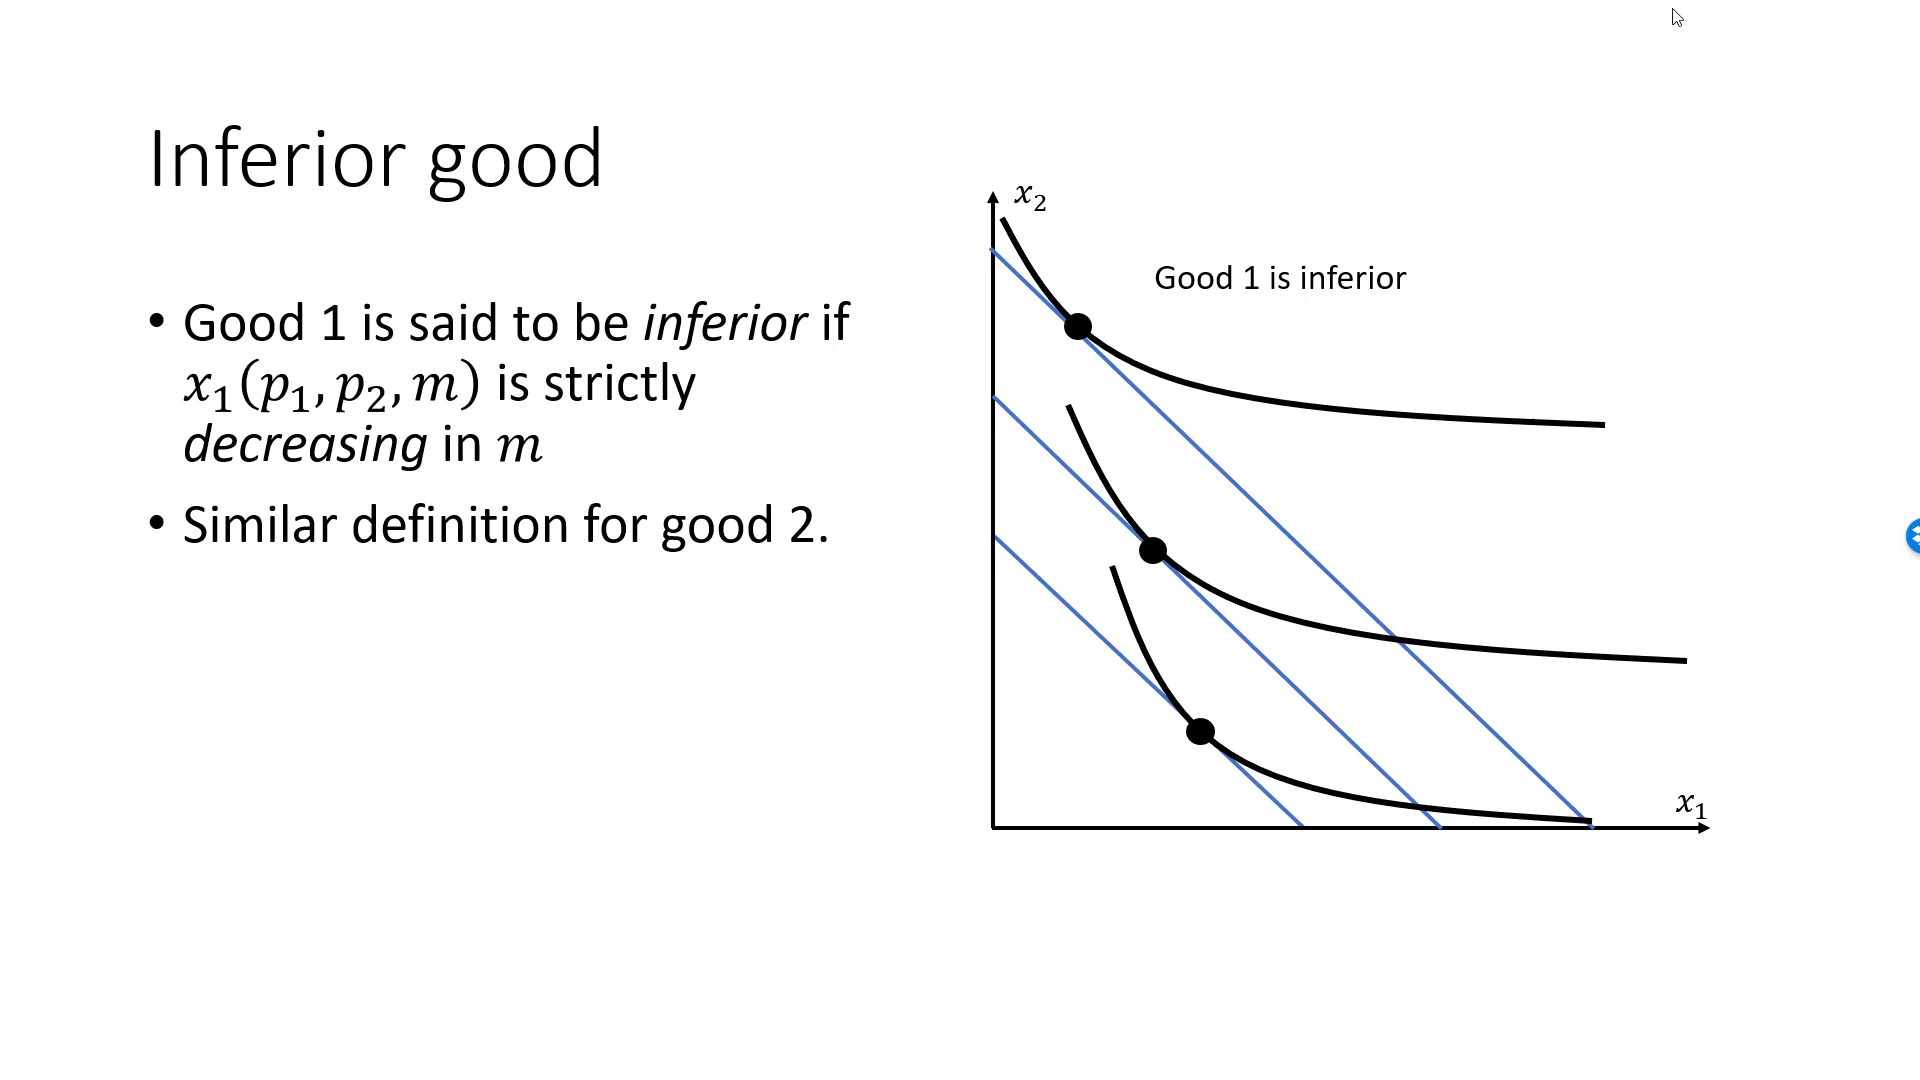 Inferior good
• Good 1 is said to be inferior if
x₁(p₁, p₂, m) is strictly
decreasing in m
• Similar definition for good 2.
x₂
Good 1 is inferior
x₁